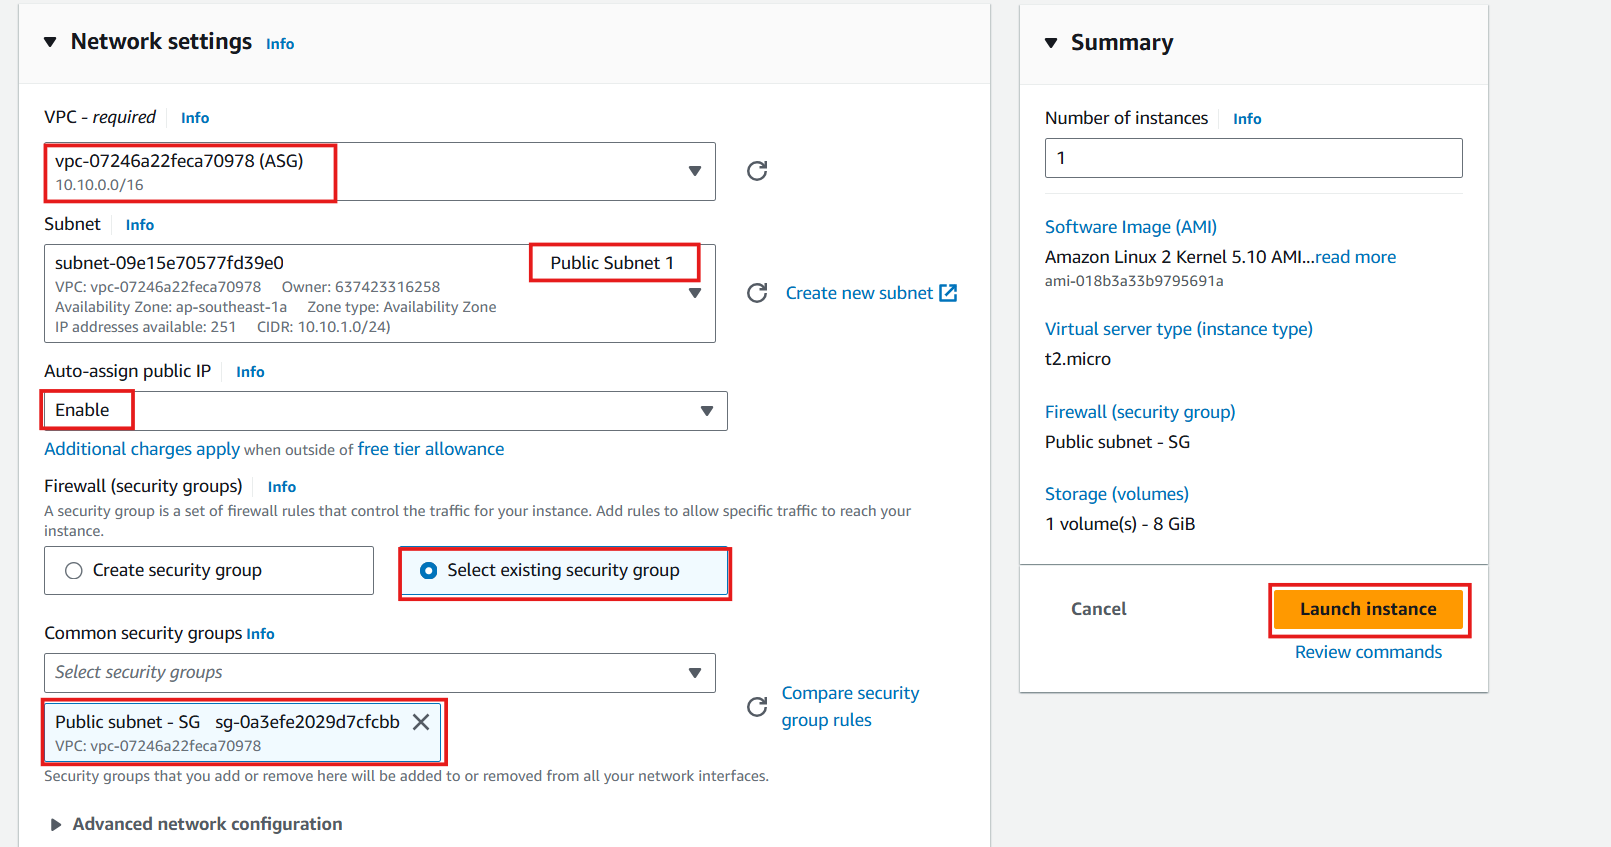 Network settings Info
VPC - required Info
vpc-07246a22feca70978 (ASG)
10.10.0.0/16
Subnet Info
subnet-09e15e70577fd39e0 Public Subnet 1
VPC: vpc-07246a22feca70978 Owner: 637423316258
Availability Zone: ap-southeast-1a Zone type: Availability Zone
IP addresses available: 251 CIDR: 10.10.1.0/24)
Create new subnet
Auto-assign public IP Info
Enable
Additional charges apply when outside of free tier allowance
Firewall (security groups) Info
A security group is a set of firewall rules that control the traffic for your instance. Add rules to allow specific traffic to reach your
instance.
Create security group
Select existing security group
Common security groups Info
Select security groups
Public subnet - SG sg-0a3efe2029d7cfcbb
VPC: vpc-07246a22feca70978
Compare security
group rules
Security groups that you add or remove here will be added to or removed from all your network interfaces.
Advanced network configuration
Summary
Number of instances Info
1
Software Image (AMI)
Amazon Linux 2 Kernel 5.10 AMI...read more
ami-018b3a33b9795691a
Virtual server type (instance type)
t2.micro
Firewall (security group)
Public subnet - SG
Storage (volumes)
1 volume(s) - 8 GiB
Cancel
Launch instance
Review commands